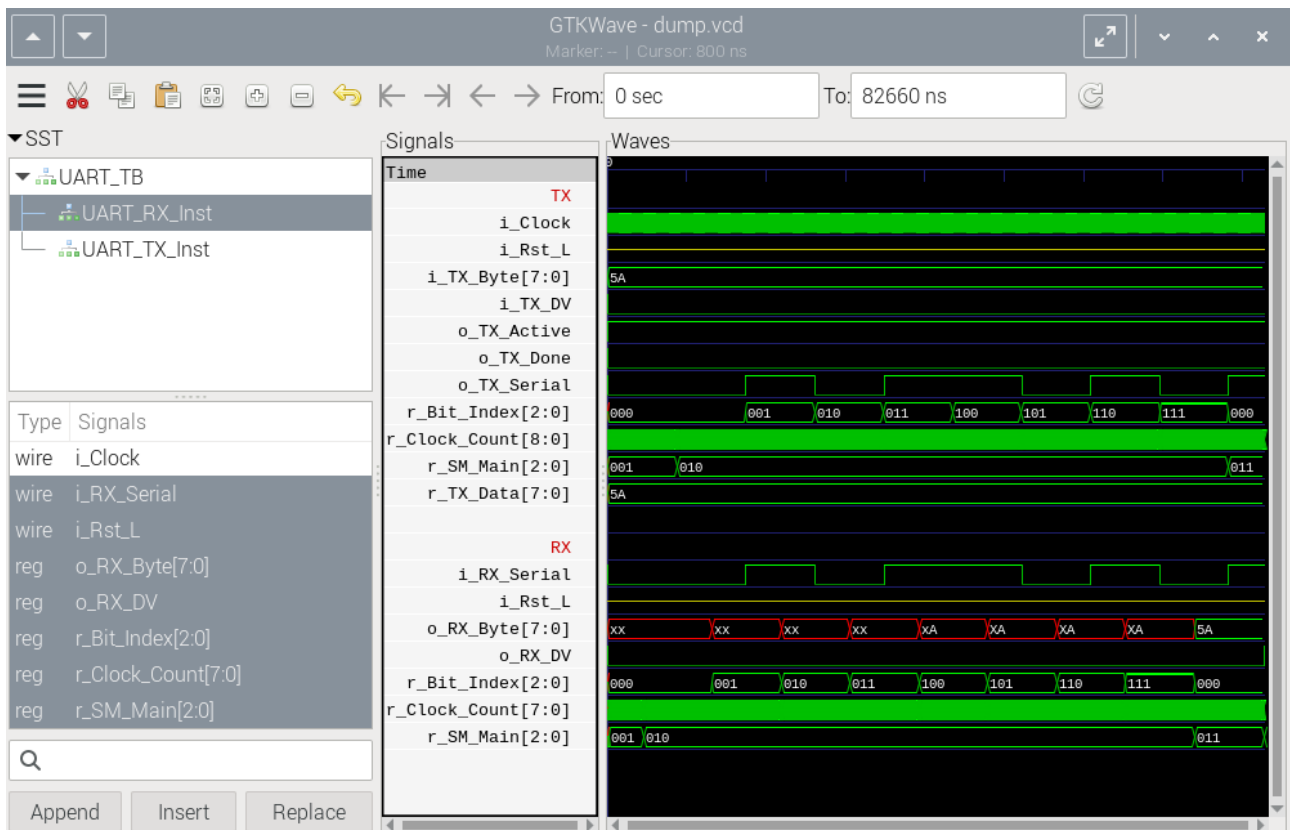 GTKWave - dump.vcd
Marker: -- | Cursor: 800 ns
From: 0 sec To: 82660 ns
SST
UART_TB
UART_RX_Inst
UART_TX_Inst
Type Signals
wire i_Clock
wire i_RX_Serial
wire i_Rst_L
reg o_RX_Byte[7:0]
reg o_RX_DV
reg r_Bit_Index[2:0]
reg r_Clock_Count[7:0]
reg r_SM_Main[2:0]
Append Insert Replace
Signals Waves
Time 0
TX
i_Clock
i_Rst_L
i_TX_Byte[7:0] 5A
i_TX_DV
o_TX_Active
o_TX_Done
o_TX_Serial
r_Bit_Index[2:0] 000 001 010 011 100 101 110 111 000
r_Clock_Count[8:0]
r_SM_Main[2:0] 001 010 011
r_TX_Data[7:0] 5A
RX
i_RX_Serial
i_Rst_L
o_RX_Byte[7:0] xx xx xx xx xA XA XA XA 5A
o_RX_DV
r_Bit_Index[2:0] 000 001 010 011 100 101 110 111 000
r_Clock_Count[7:0]
r_SM_Main[2:0] 001 010 011